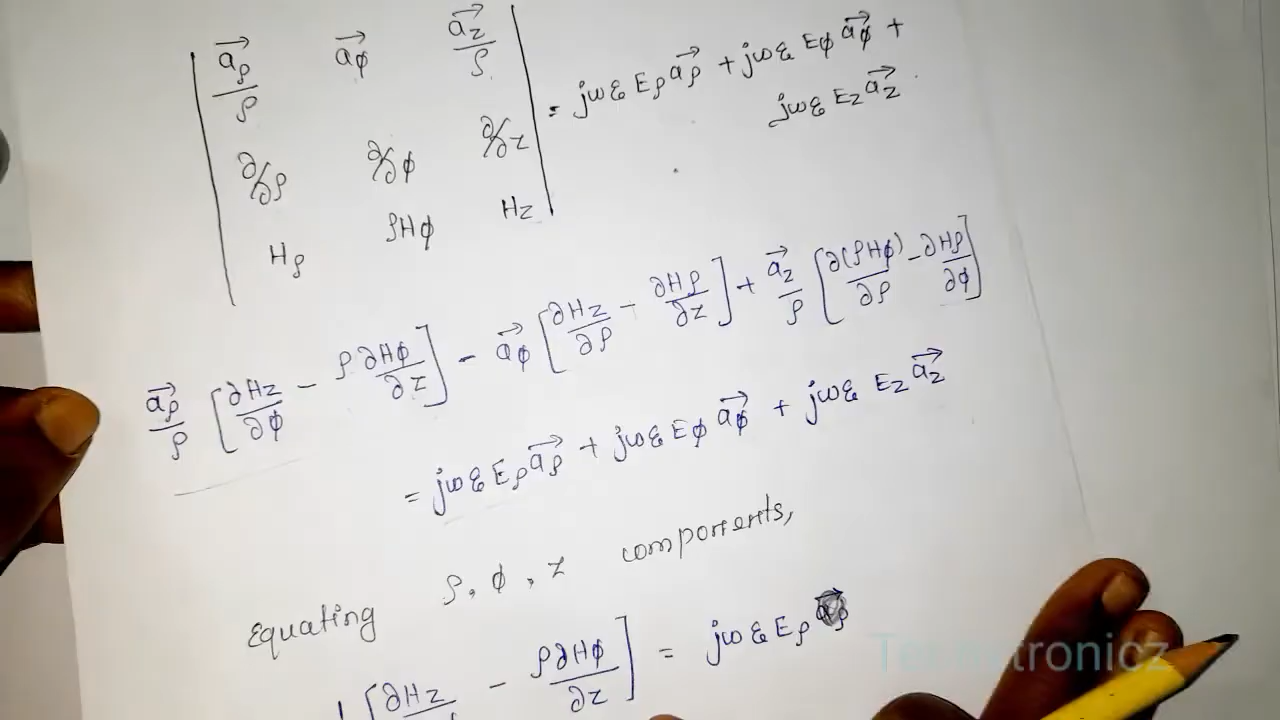 | a⃗ρ/ρ a⃗ϕ a⃗z/ρ |
| ∂/∂ρ ∂/∂ϕ ∂/∂z | = jωε Eρ a⃗ρ + jωε Eϕ a⃗ϕ +
jωε Ez a⃗z
| Hρ ρHϕ Hz |
a⃗ρ/ρ [∂Hz/∂ϕ − ρ∂Hϕ/∂z] − a⃗ϕ [∂Hz/∂ρ − ∂Hρ/∂z] + a⃗z/ρ [∂(ρHϕ)/∂ρ − ∂Hρ/∂ϕ]
= jωε Eρ a⃗ρ + jωε Eϕ a⃗ϕ + jωε Ez a⃗z
Equating ρ, ϕ, z components,
[∂Hz − ρ∂Hϕ/∂z] = jωε Eρ